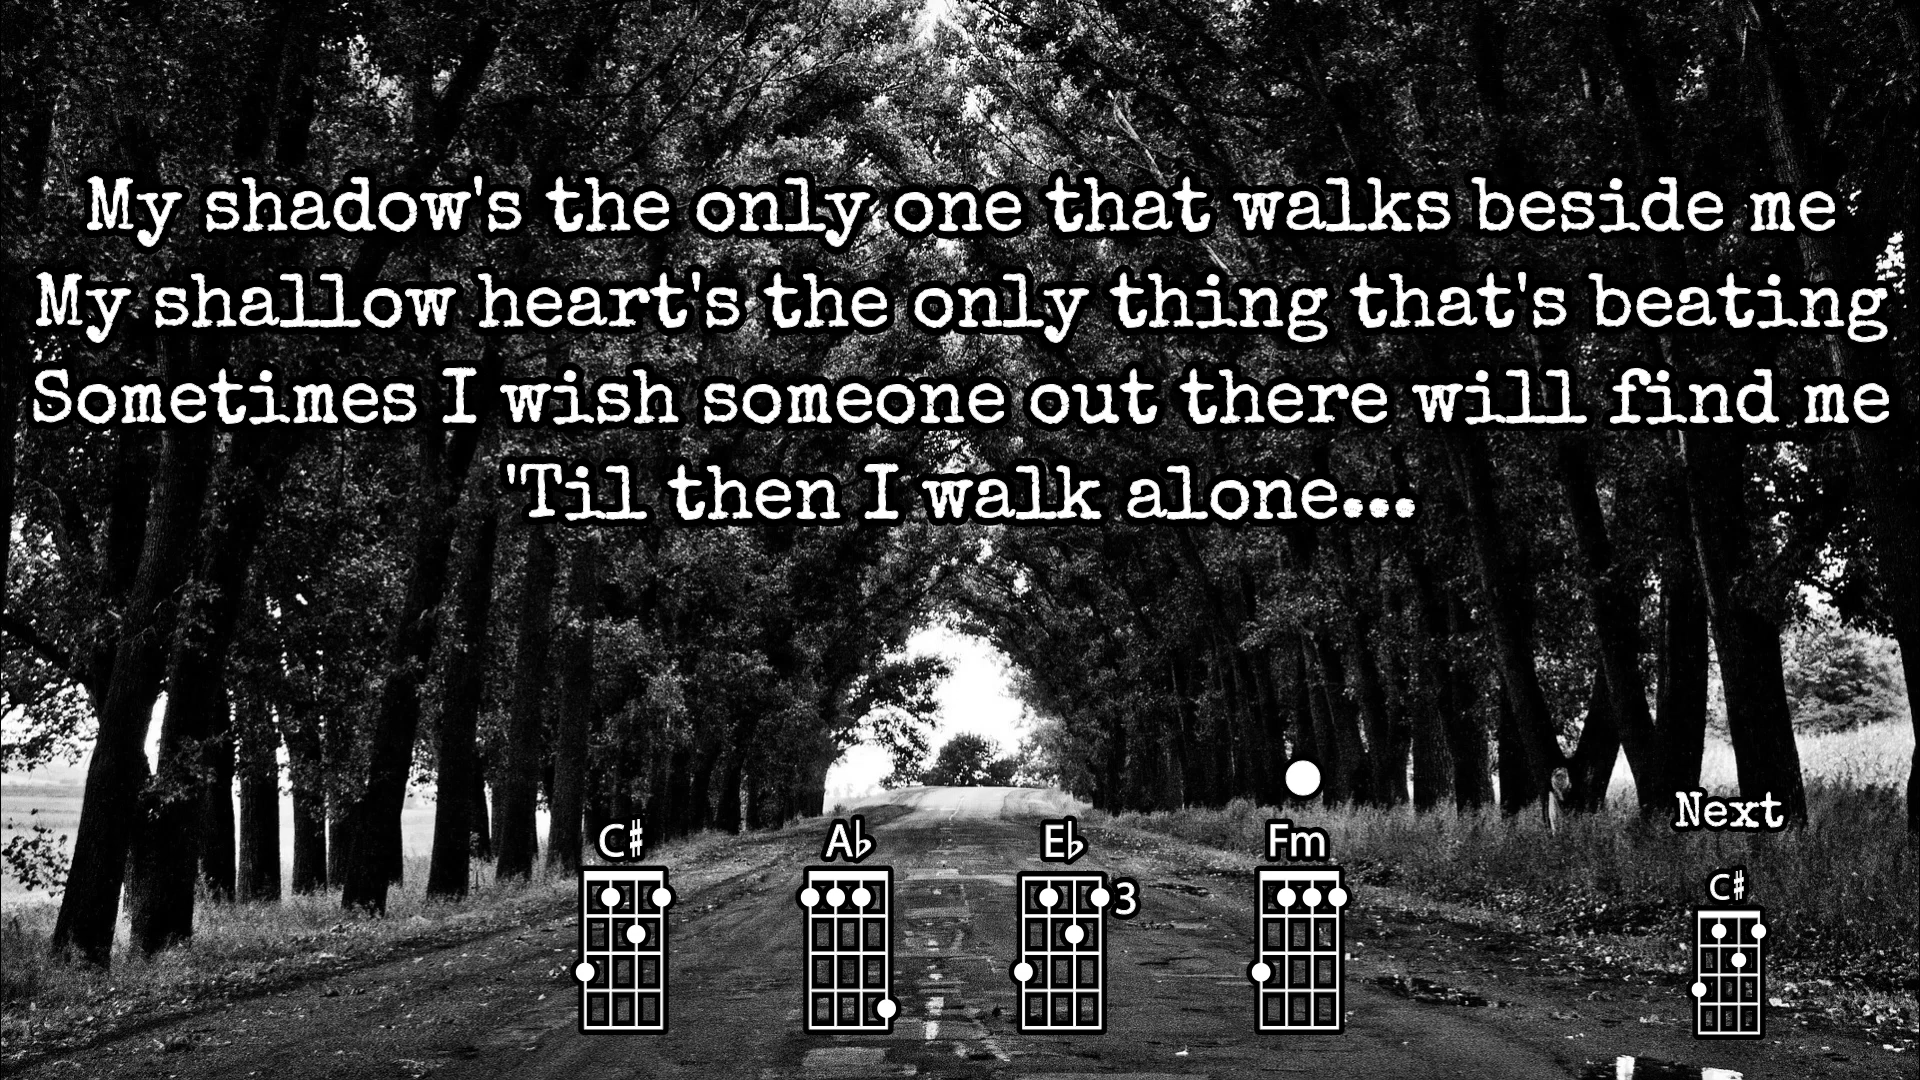 My shadow's the only one that walks beside me
My shallow heart's the only thing that's beating
Sometimes I wish someone out there will find me
'Til then I walk alone...
C♯ A♭ E♭ Fm
3
Next
C♯